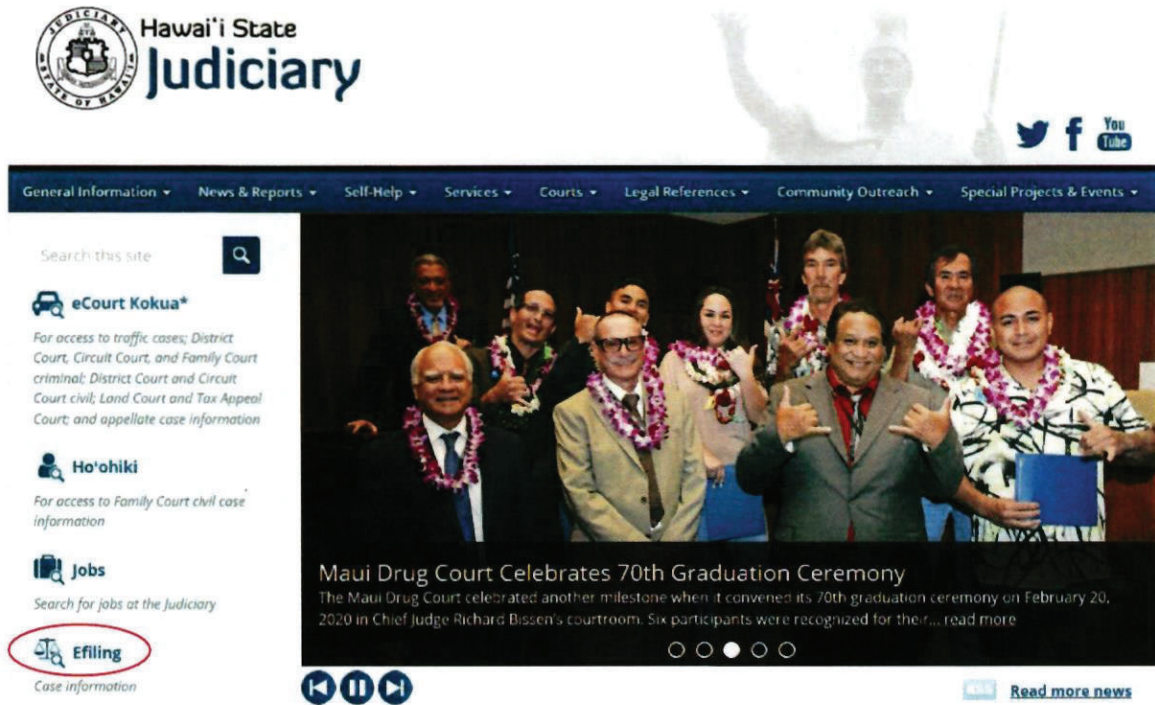 JUDICIARY
STATE OF HAWAI'I
Hawai'i State
Judiciary
You
Tube
General Information News & Reports Self-Help Services Courts Legal References Community Outreach Special Projects & Events
Search this site
eCourt Kokua*
For access to traffic cases; District
Court, Circuit Court, and Family Court
criminal; District Court and Circuit
Court civil; Land Court and Tax Appeal
Court; and appellate case information
Hoʻohiki
For access to Family Court civil case
information
Jobs
Search for jobs at the Judiciary
Efiling
Case information
Maui Drug Court Celebrates 70th Graduation Ceremony
The Maui Drug Court celebrated another milestone when it convened its 70th graduation ceremony on February 20,
2020 in Chief Judge Richard Bissen's courtroom. Six participants were recognized for their... read more
RSS
Read more news